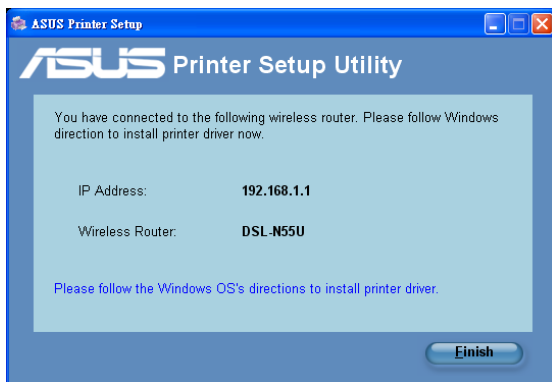 ASUS Printer Setup
ASUS Printer Setup Utility
You have connected to the following wireless router. Please follow Windows
direction to install printer driver now.
IP Address: 192.168.1.1
Wireless Router: DSL-N55U
Please follow the Windows OS's directions to install printer driver.
Finish